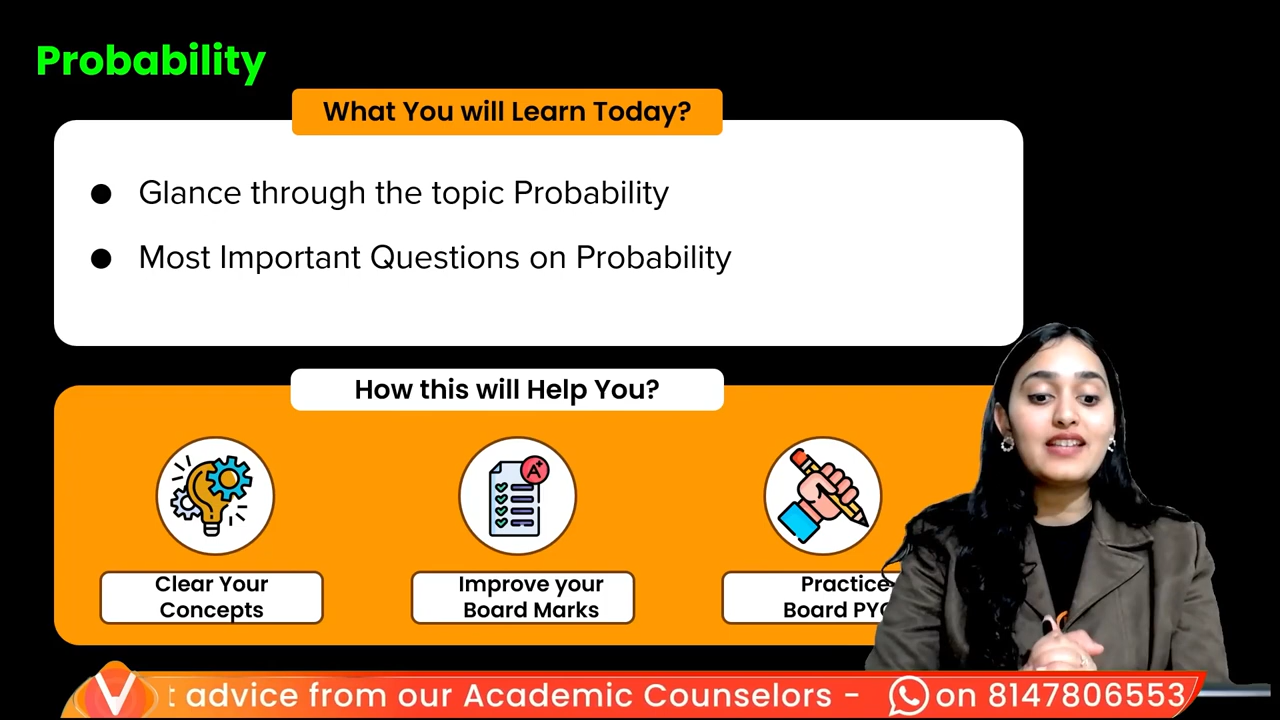 Probability
What You will Learn Today?
● Glance through the topic Probability
● Most Important Questions on Probability
How this will Help You?
A+
Clear Your
Concepts
Improve your
Board Marks
Practice
Board
advice from our Academic Counselors - on 8147806553